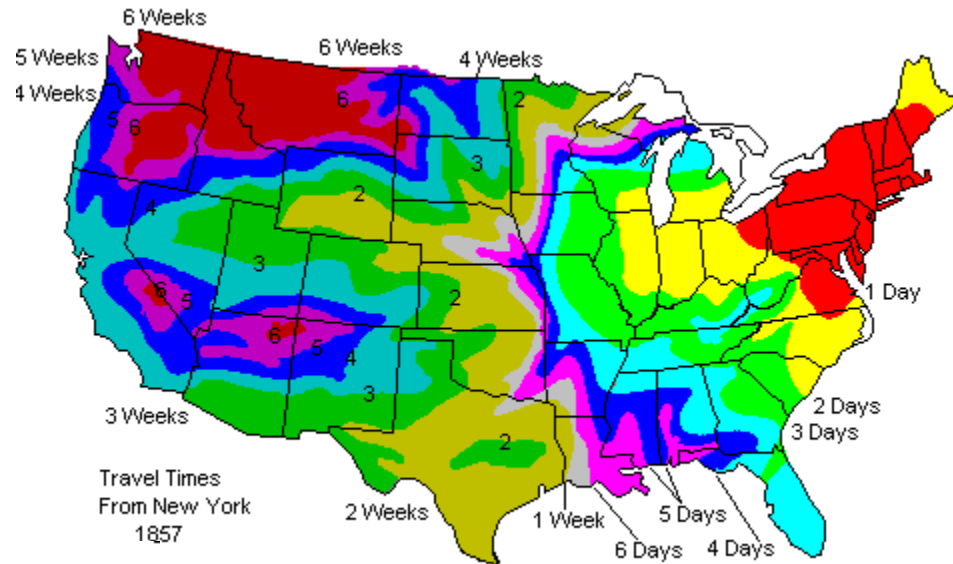 6 Weeks
5 Weeks
6 Weeks
4 Weeks
4 Weeks
2
6
5
6
3
2
4
3
1 Day
6
5
2
6
5
4
3
2 Days
3 Weeks
3 Days
2
Travel Times
From New York
1857
2 Weeks
1 Week
5 Days
6 Days
4 Days